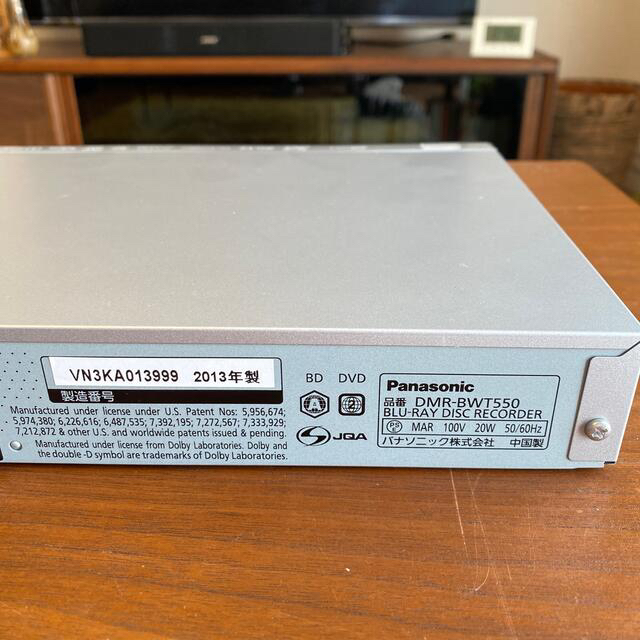 VN3KA013999 2013年製
製造番号
Manufactured under license under U.S. Patent Nos: 5,956,674;
5,974,380; 6,226,616; 6,487,535; 7,392,195; 7,272,567; 7,333,929;
7,212,872 & other U.S. and worldwide patents issued & pending.
Manufactured under license from Dolby Laboratories. Dolby and
the double-D symbol are trademarks of Dolby Laboratories.
BD DVD
A 2
JQA
Panasonic
品番 DMR-BWT550
BLU-RAY DISC RECORDER
PS E MAR 100V 20W 50/60Hz
パナソニック株式会社 中国製